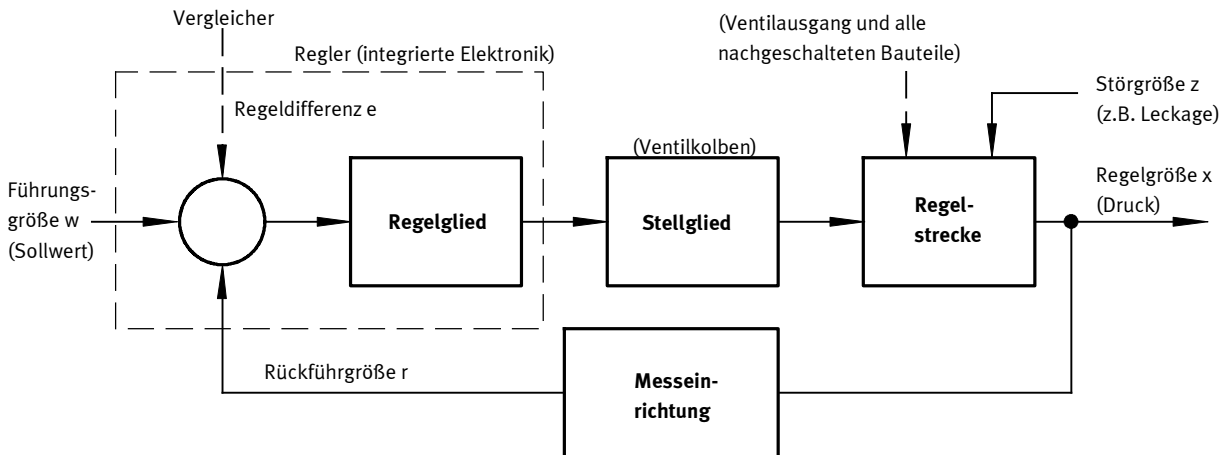 Vergleicher
Regler (integrierte Elektronik)
(Ventilausgang und alle
nachgeschalteten Bauteile)
Störgröße z
(z.B. Leckage)
Regeldifferenz e
(Ventilkolben)
Führungs-
größe w
(Sollwert)
Regelglied
Stellglied
Regel-
strecke
Regelgröße x
(Druck)
Rückführgröße r
Messein-
richtung